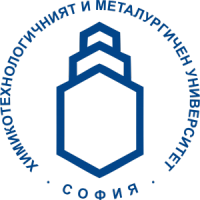 ХИМИКОТЕХНОЛОГИЧНИЯТ И МЕТАЛУРГИЧЕН УНИВЕРСИТЕТ
· СОФИЯ ·